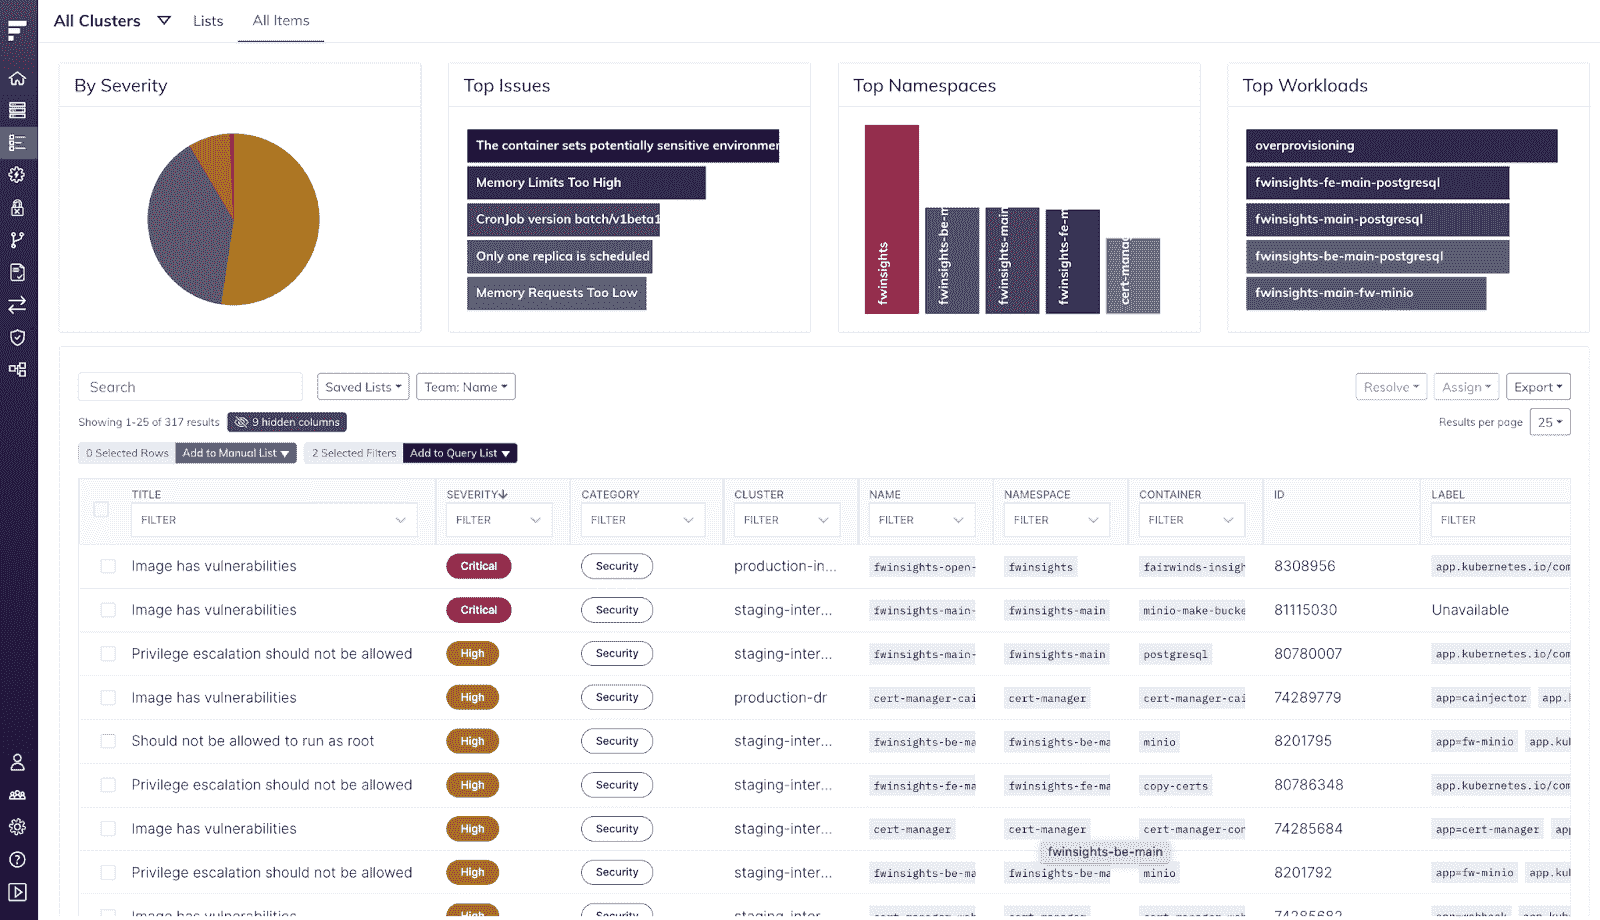 All Clusters Lists All Items
By Severity
Top Issues
The container sets potentially sensitive environmen
Memory Limits Too High
CronJob version batch/v1beta1
Only one replica is scheduled
Memory Requests Too Low
Top Namespaces
fwinsights
fwinsights-be-m
fwinsights-main
fwinsights-fe-m
cert-manag
Top Workloads
overprovisioning
fwinsights-fe-main-postgresql
fwinsights-main-postgresql
fwinsights-be-main-postgresql
fwinsights-main-fw-minio
Search Saved Lists Team: Name Resolve Assign Export
Showing 1-25 of 317 results 9 hidden columns Results per page 25
0 Selected Rows Add to Manual List 2 Selected Filters Add to Query List
TITLE SEVERITY CATEGORY CLUSTER NAME NAMESPACE CONTAINER ID LABEL
FILTER FILTER FILTER FILTER FILTER FILTER FILTER FILTER
Image has vulnerabilities Critical Security production-in... fwinsights-open- fwinsights fairwinds-insigh 8308956 app.kubernetes.io/com
Image has vulnerabilities Critical Security staging-inter... fwinsights-main- fwinsights-main minio-make-bucke 81115030 Unavailable
Privilege escalation should not be allowed High Security staging-inter... fwinsights-main- fwinsights-main postgresql 80780007 app.kubernetes.io/com
Image has vulnerabilities High Security production-dr cert-manager-cai cert-manager cert-manager-cai 74289779 app=cainjector app.k
Should not be allowed to run as root High Security staging-inter... fwinsights-be-ma fwinsights-be-ma minio 8201795 app=fw-minio app.kub
Privilege escalation should not be allowed High Security staging-inter... fwinsights-fe-ma fwinsights-fe-ma copy-certs 80786348 app.kubernetes.io/com
Image has vulnerabilities High Security staging-inter... cert-manager cert-manager cert-manager-con 74285684 app=cert-manager ap
fwinsights-be-main
Privilege escalation should not be allowed High Security staging-inter... fwinsights-be-ma fwinsights-be-ma minio 8201792 app=fw-minio app.kub
Image has vulnerabilities High Security staging-inter...